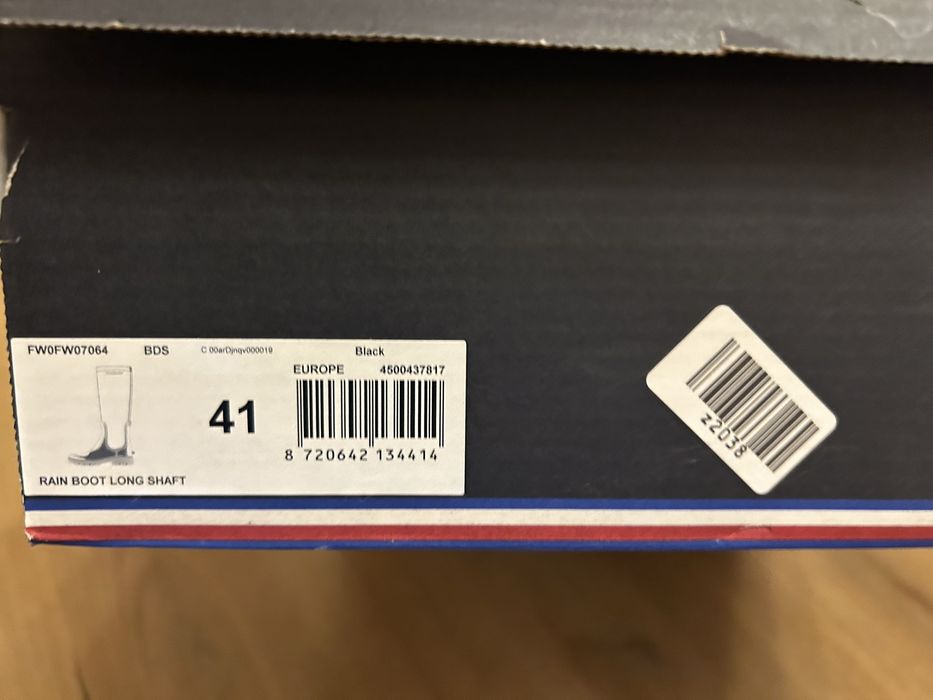 FW0FW07064 BDS C 00arDjnqv000019 Black
EUROPE 4500437817
41
8 720642 134414
RAIN BOOT LONG SHAFT
z2038